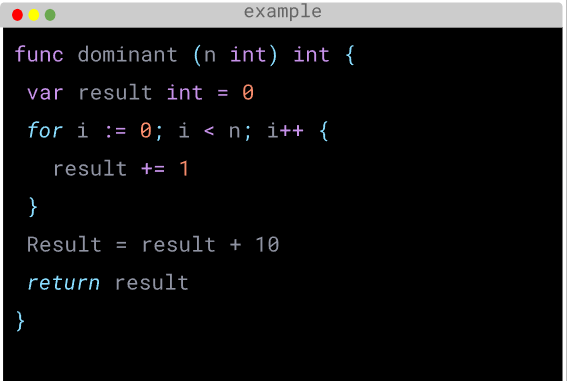 example
func dominant (n int) int {
var result int = 0
for i := 0; i < n; i++ {
result += 1
}
Result = result + 10
return result
}